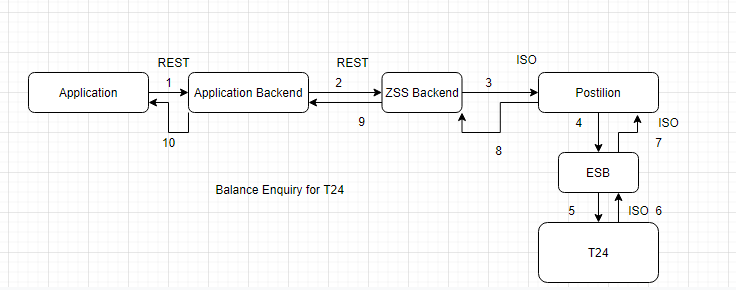 ISO
REST
REST
1
2
3
Application
Application Backend
ZSS Backend
Postilion
9
4
ISO
10
8
7
ESB
Balance Enquiry for T24
5
ISO 6
T24